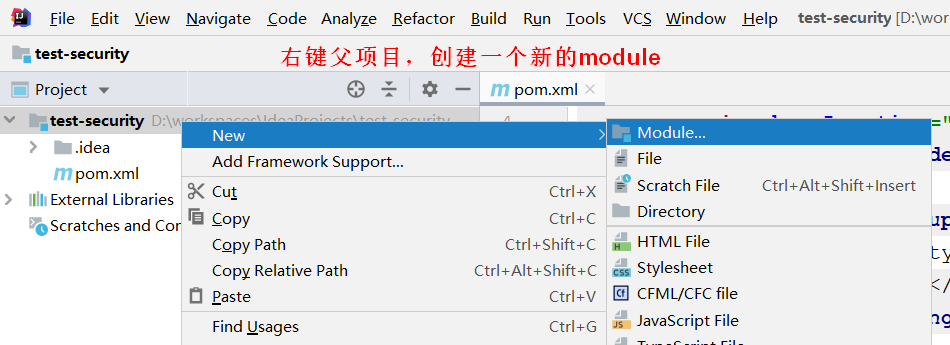 File Edit View Navigate Code Analyze Refactor Build Run Tools VCS Window Help test-security [D:\wor
test-security
右键父项目，创建一个新的module
Project
pom.xml
test-security D:\workspaces\IdeaProjects\test-security
4
="
New
Module...
.idea
Add Framework Support...
File
de
pom.xml
Cut Ctrl+X
Scratch File Ctrl+Alt+Shift+Insert
External Libraries
Copy Ctrl+C
Directory
up
Scratches and Cor
Copy Path Ctrl+Shift+C
HTML File
ty
Copy Relative Path Ctrl+Alt+Shift+C
Stylesheet
Paste Ctrl+V
CFML/CFC file
</
Find Usages Ctrl+G
JavaScript File
ng
TypeScript File